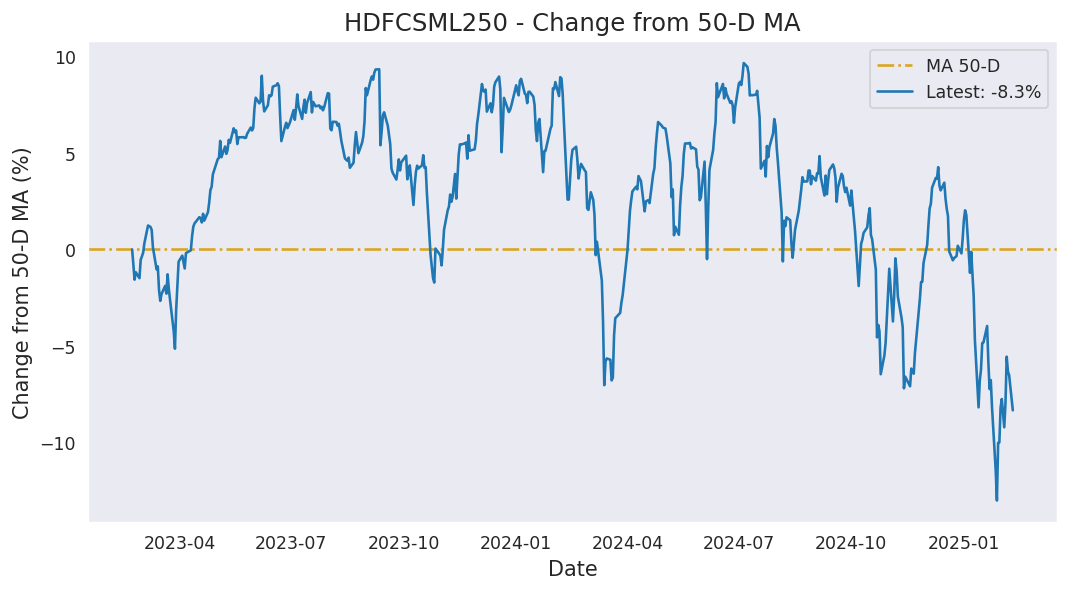 HDFCSML250 - Change from 50-D MA
MA 50-D
Latest: -8.3%
Change from 50-D MA (%)
10
5
0
−5
−10
2023-04
2023-07
2023-10
2024-01
2024-04
2024-07
2024-10
2025-01
Date